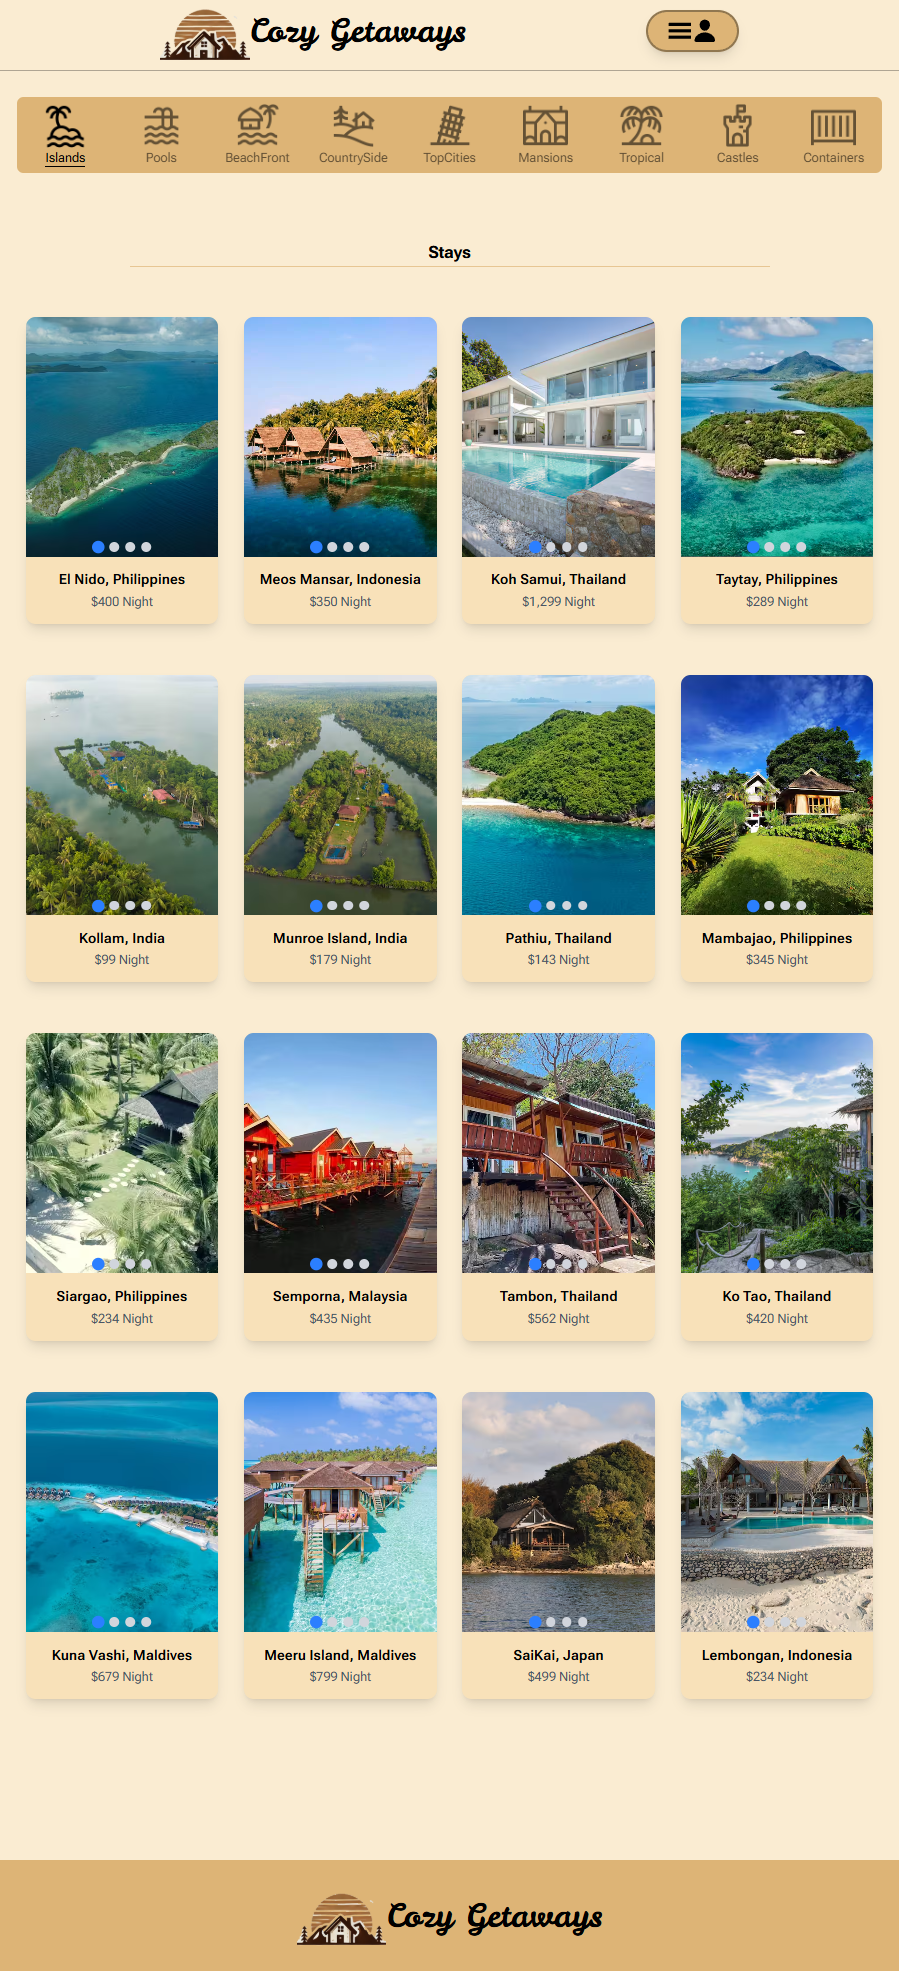 Cozy Getaways
Islands
Pools
BeachFront
CountrySide
TopCities
Mansions
Tropical
Castles
Containers
Stays
El Nido, Philippines
$400 Night
Meos Mansar, Indonesia
$350 Night
Koh Samui, Thailand
$1,299 Night
Taytay, Philippines
$289 Night
Kollam, India
$99 Night
Munroe Island, India
$179 Night
Pathiu, Thailand
$143 Night
Mambajao, Philippines
$345 Night
Siargao, Philippines
$234 Night
Semporna, Malaysia
$435 Night
Tambon, Thailand
$562 Night
Ko Tao, Thailand
$420 Night
Kuna Vashi, Maldives
$679 Night
Meeru Island, Maldives
$799 Night
SaiKai, Japan
$499 Night
Lembongan, Indonesia
$234 Night
Cozy Getaways